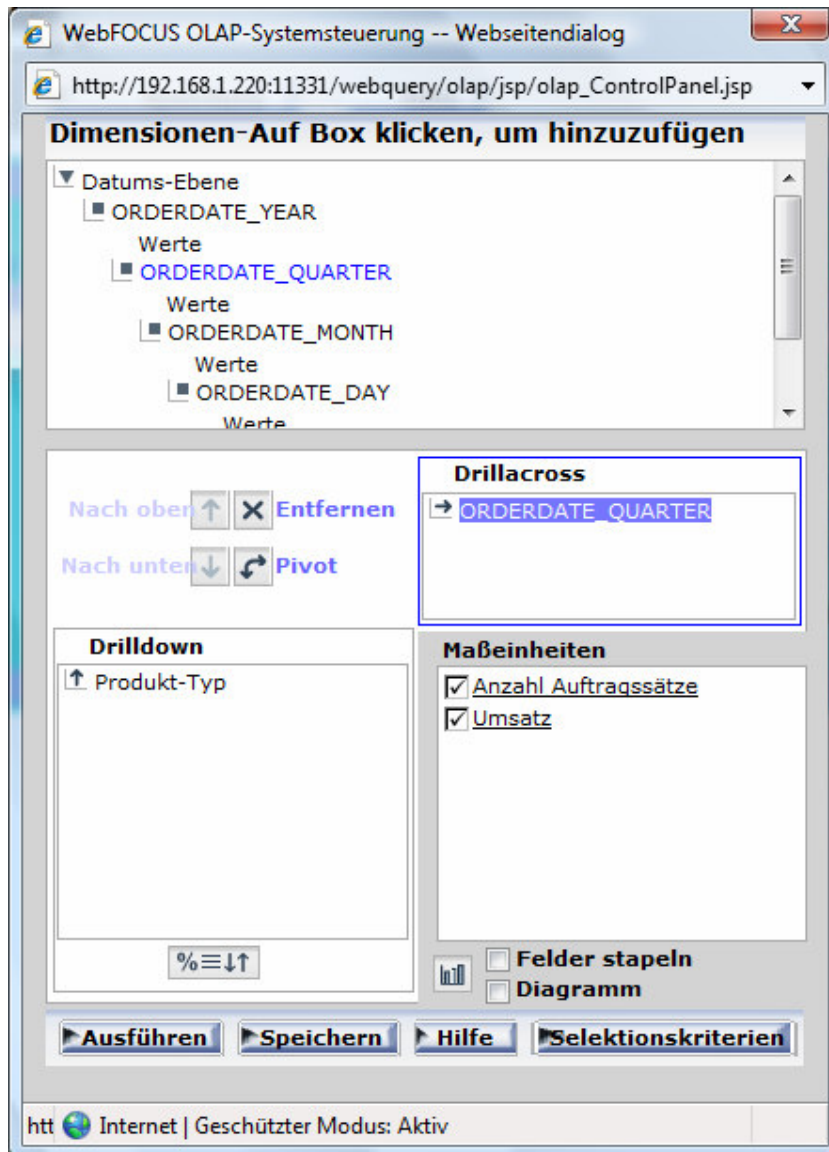 WebFOCUS OLAP-Systemsteuerung -- Webseitendialog
http://192.168.1.220:11331/webquery/olap/jsp/olap_ControlPanel.jsp
Dimensionen-Auf Box klicken, um hinzuzufügen
Datums-Ebene
ORDERDATE_YEAR
Werte
ORDERDATE_QUARTER
Werte
ORDERDATE_MONTH
Werte
ORDERDATE_DAY
Werte
Nach oben Entfernen
Nach unten Pivot
Drillacross
ORDERDATE_QUARTER
Drilldown
Produkt-Typ
Maßeinheiten
Anzahl Auftragssätze
Umsatz
%
Felder stapeln
Diagramm
Ausführen Speichern Hilfe Selektionskriterien
htt Internet | Geschützter Modus: Aktiv